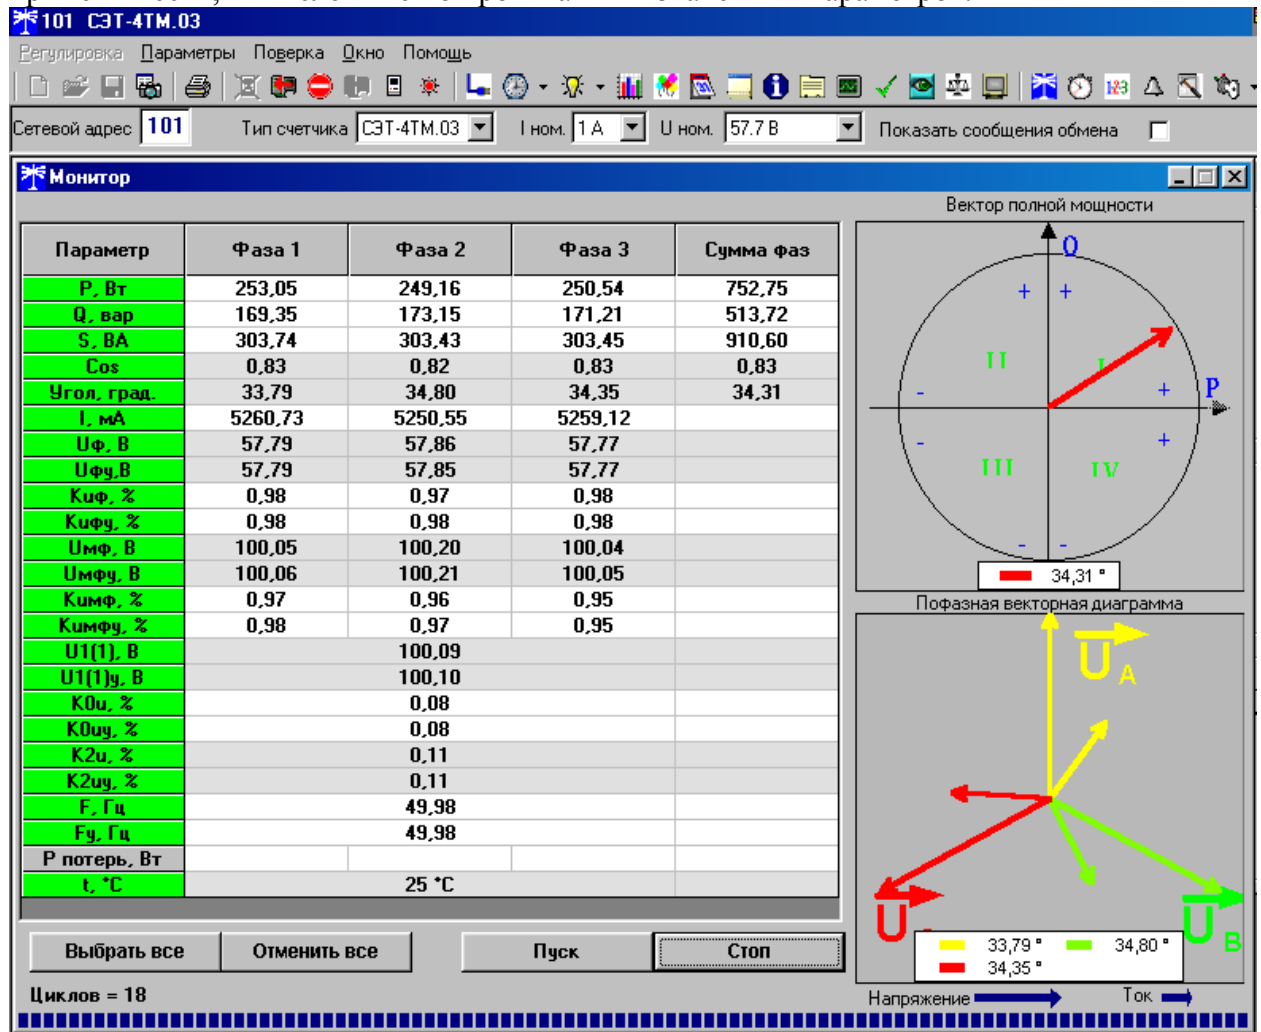 101 СЭТ-4ТМ.03
Регулировка Параметры Поверка Окно Помощь
Сетевой адрес 101 Тип счетчика СЭТ-4ТМ.03 I ном. 1 А U ном. 57.7 В Показать сообщения обмена
Монитор
Параметр Фаза 1 Фаза 2 Фаза 3 Сумма фаз
P, Вт 253,05 249,16 250,54 752,75
Q, вар 169,35 173,15 171,21 513,72
S, ВА 303,74 303,43 303,45 910,60
Cos 0,83 0,82 0,83 0,83
Угол, град. 33,79 34,80 34,35 34,31
I, мА 5260,73 5250,55 5259,12
Uф, В 57,79 57,86 57,77
Uфу,В 57,79 57,85 57,77
Kuф, % 0,98 0,97 0,98
Kuфу, % 0,98 0,98 0,98
Uмф, В 100,05 100,20 100,04
Uмфу, В 100,06 100,21 100,05
Kuмф, % 0,97 0,96 0,95
Kuмфу, % 0,98 0,97 0,95
U1(1), В 100,09
U1(1)у, В 100,10
K0u, % 0,08
K0uу, % 0,08
K2u, % 0,11
K2uу, % 0,11
F, Гц 49,98
Fу, Гц 49,98
P потерь, Вт
t, °C 25 °C
Выбрать все Отменить все Пуск Стоп
Циклов = 18
Вектор полной мощности
Q
+ +
II I
- + P
- +
III IV
- -
34,31 °
Пофазная векторная диаграмма
U A
U U B
33,79 ° 34,80 °
34,35 °
Напряжение Ток